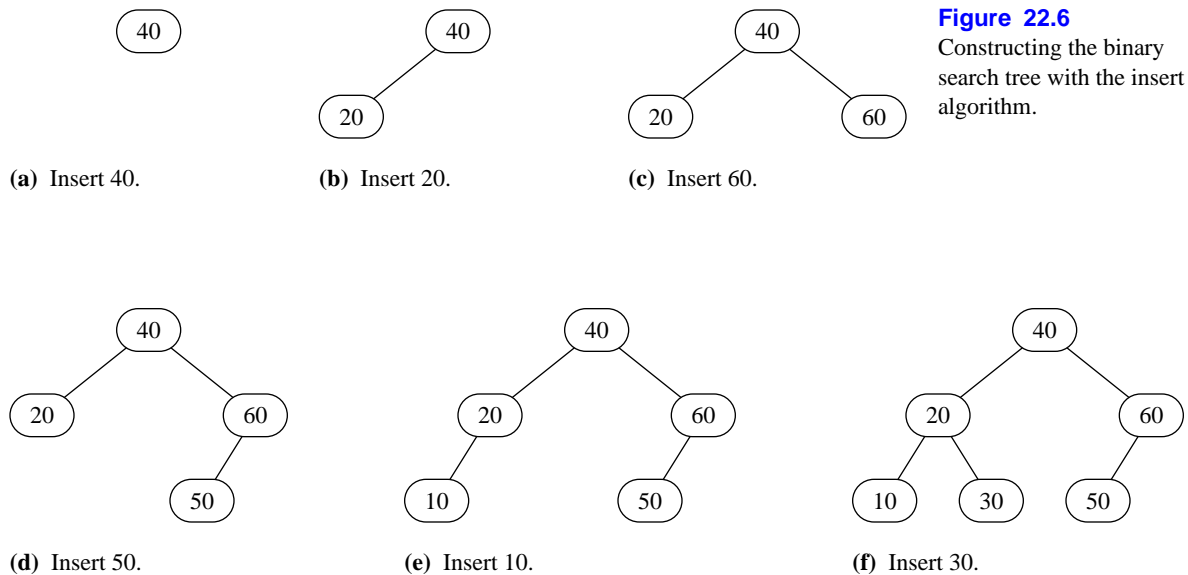 40
40
20
40
20
60
Figure 22.6
Constructing the binary
search tree with the insert
algorithm.
(a) Insert 40.
(b) Insert 20.
(c) Insert 60.
40
20
60
50
40
20
60
10
50
40
20
60
10
30
50
(d) Insert 50.
(e) Insert 10.
(f) Insert 30.